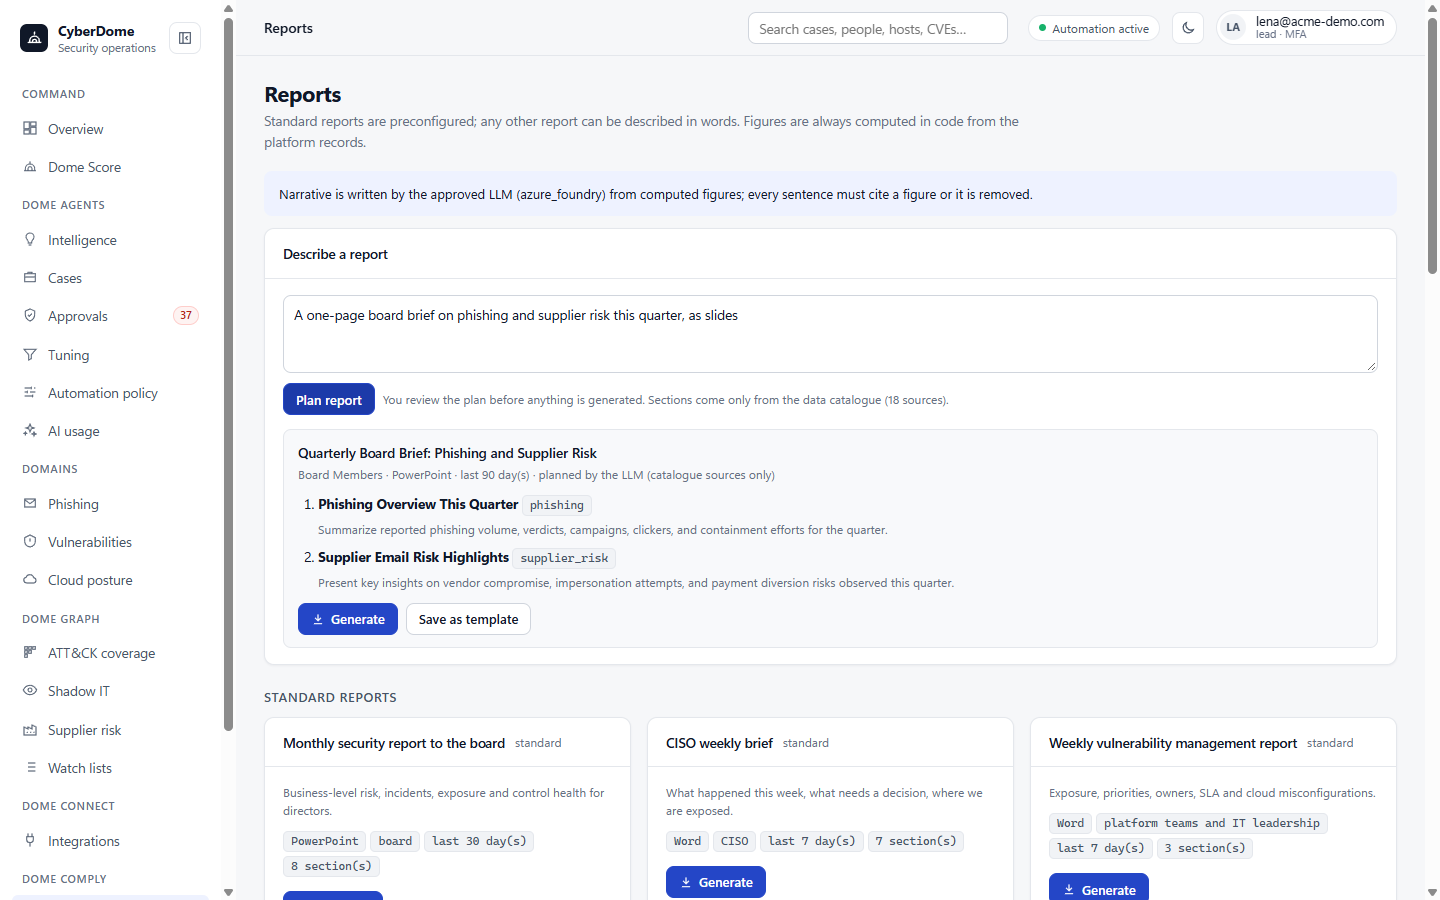 CyberDome
Security operations
COMMAND
Overview
Dome Score
DOME AGENTS
Intelligence
Cases
Approvals 37
Tuning
Automation policy
AI usage
DOMAINS
Phishing
Vulnerabilities
Cloud posture
DOME GRAPH
ATT&CK coverage
Shadow IT
Supplier risk
Watch lists
DOME CONNECT
Integrations
DOME COMPLY
Reports
Search cases, people, hosts, CVEs...
Automation active
LA
lena@acme-demo.com
lead · MFA
Reports
Standard reports are preconfigured; any other report can be described in words. Figures are always computed in code from the
platform records.
Narrative is written by the approved LLM (azure_foundry) from computed figures; every sentence must cite a figure or it is removed.
Describe a report
A one-page board brief on phishing and supplier risk this quarter, as slides
Plan report You review the plan before anything is generated. Sections come only from the data catalogue (18 sources).
Quarterly Board Brief: Phishing and Supplier Risk
Board Members · PowerPoint · last 90 day(s) · planned by the LLM (catalogue sources only)
1. Phishing Overview This Quarter phishing
Summarize reported phishing volume, verdicts, campaigns, clickers, and containment efforts for the quarter.
2. Supplier Email Risk Highlights supplier_risk
Present key insights on vendor compromise, impersonation attempts, and payment diversion risks observed this quarter.
Generate Save as template
STANDARD REPORTS
Monthly security report to the board standard
Business-level risk, incidents, exposure and control health for
directors.
PowerPoint board last 30 day(s)
8 section(s)
CISO weekly brief standard
What happened this week, what needs a decision, where we
are exposed.
Word CISO last 7 day(s) 7 section(s)
Generate
Weekly vulnerability management report standard
Exposure, priorities, owners, SLA and cloud misconfigurations.
Word platform teams and IT leadership
last 7 day(s) 3 section(s)
Generate